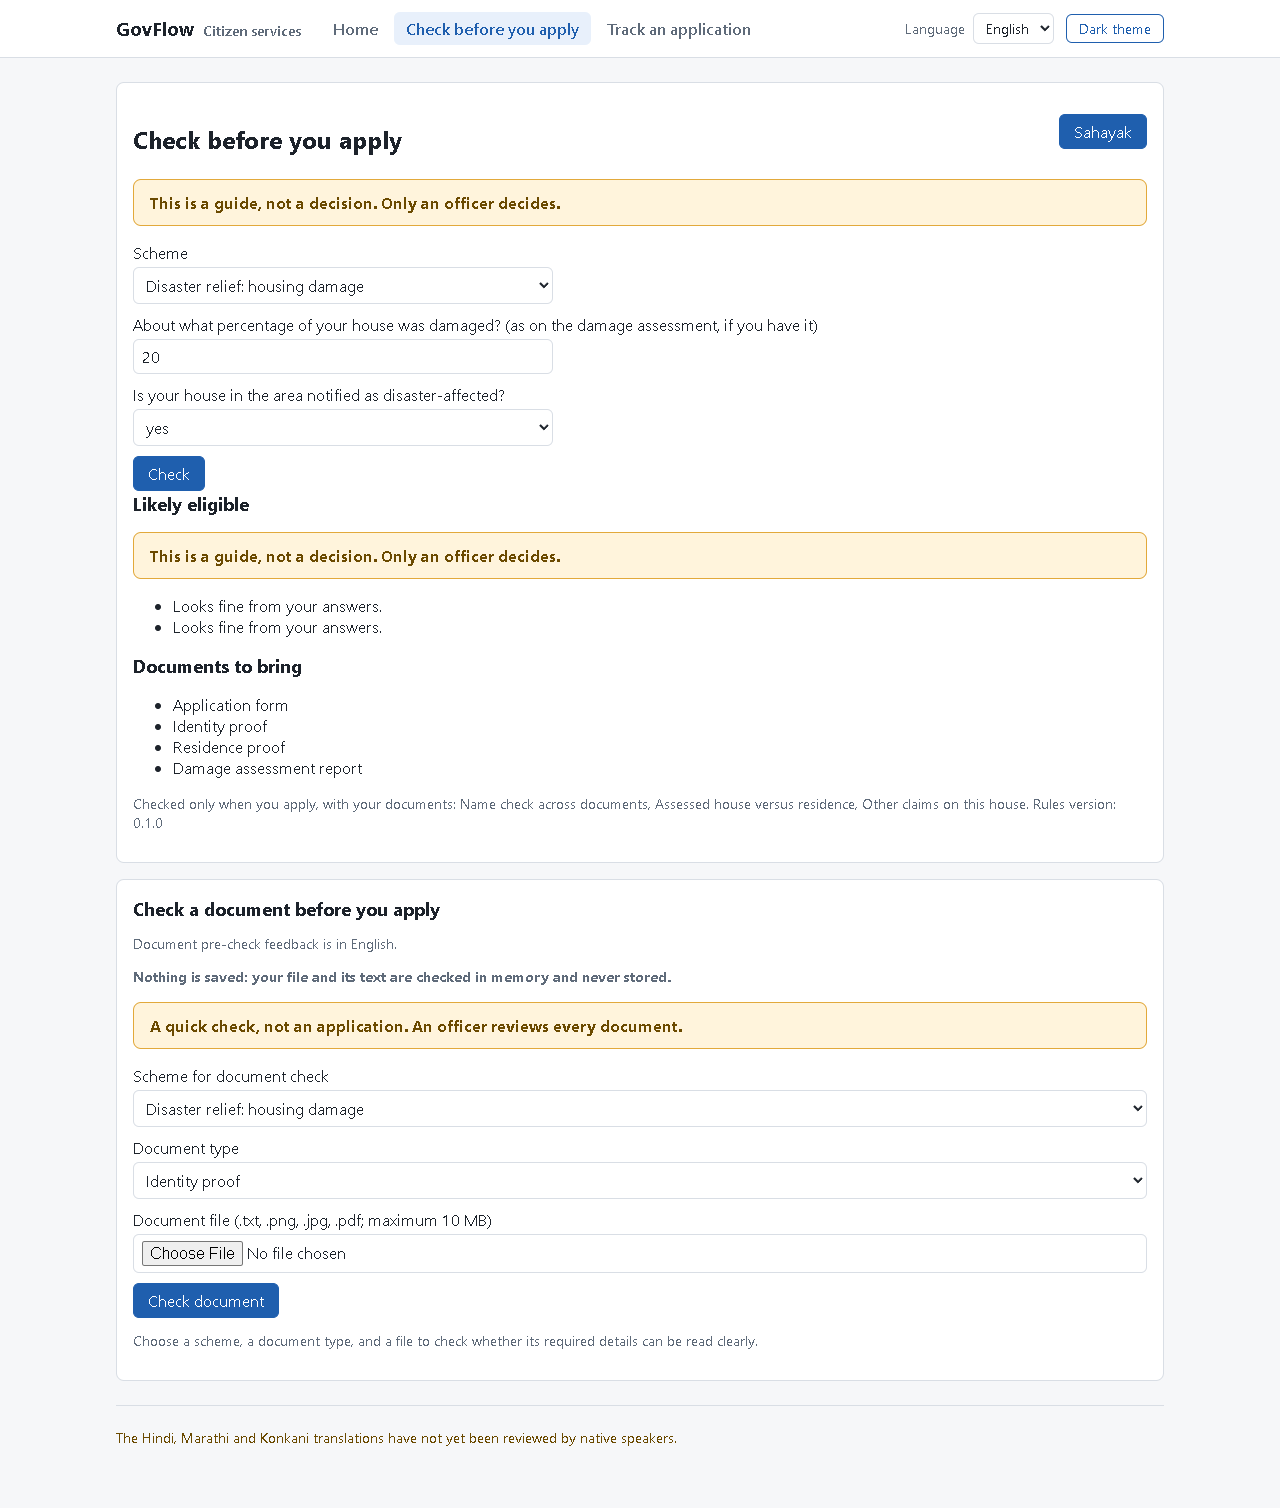 GovFlow Citizen services Home Check before you apply Track an application Language English Dark theme
Check before you apply
Sahayak
This is a guide, not a decision. Only an officer decides.
Scheme
Disaster relief: housing damage
About what percentage of your house was damaged? (as on the damage assessment, if you have it)
20
Is your house in the area notified as disaster-affected?
yes
Check
Likely eligible
This is a guide, not a decision. Only an officer decides.
Looks fine from your answers.
Looks fine from your answers.
Documents to bring
Application form
Identity proof
Residence proof
Damage assessment report
Checked only when you apply, with your documents: Name check across documents, Assessed house versus residence, Other claims on this house. Rules version:
0.1.0
Check a document before you apply
Document pre-check feedback is in English.
Nothing is saved: your file and its text are checked in memory and never stored.
A quick check, not an application. An officer reviews every document.
Scheme for document check
Disaster relief: housing damage
Document type
Identity proof
Document file (.txt, .png, .jpg, .pdf; maximum 10 MB)
Choose File No file chosen
Check document
Choose a scheme, a document type, and a file to check whether its required details can be read clearly.
The Hindi, Marathi and Konkani translations have not yet been reviewed by native speakers.